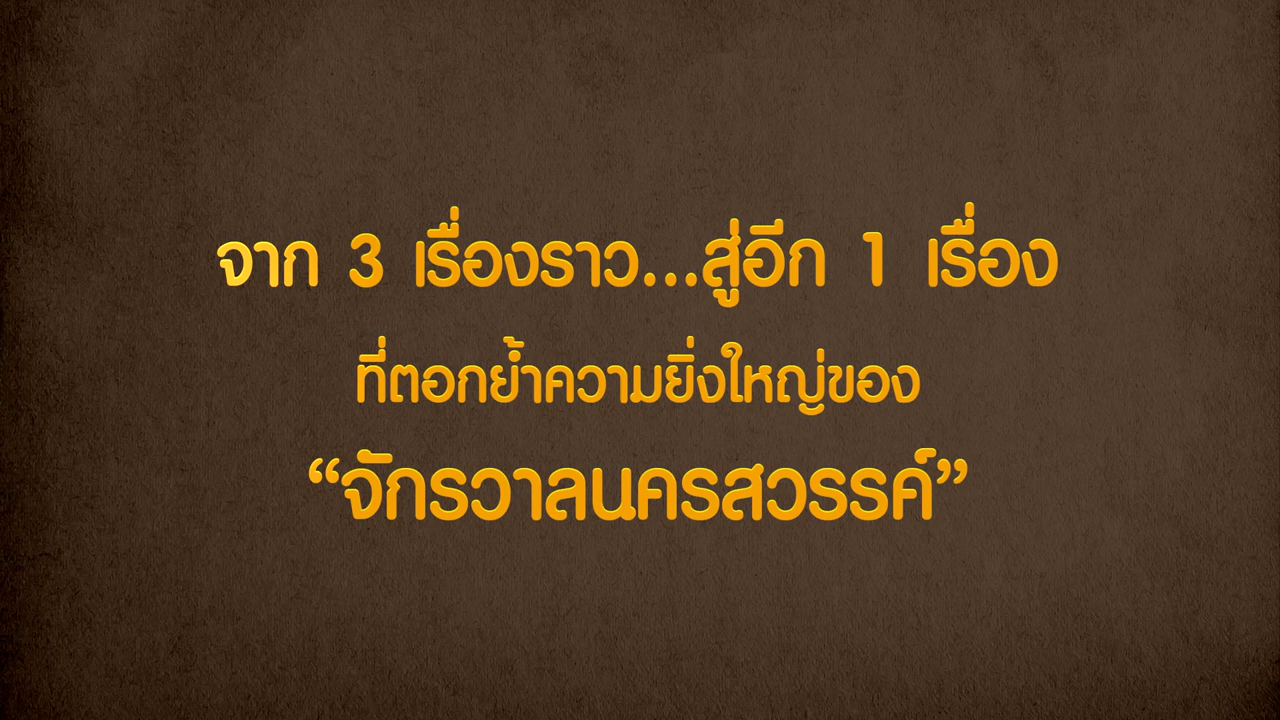 จาก 3 เรื่องราว...สู่อีก 1 เรื่อง
ที่ตอกย้ำความยิ่งใหญ่ของ
“จักรวาลนครสวรรค์”